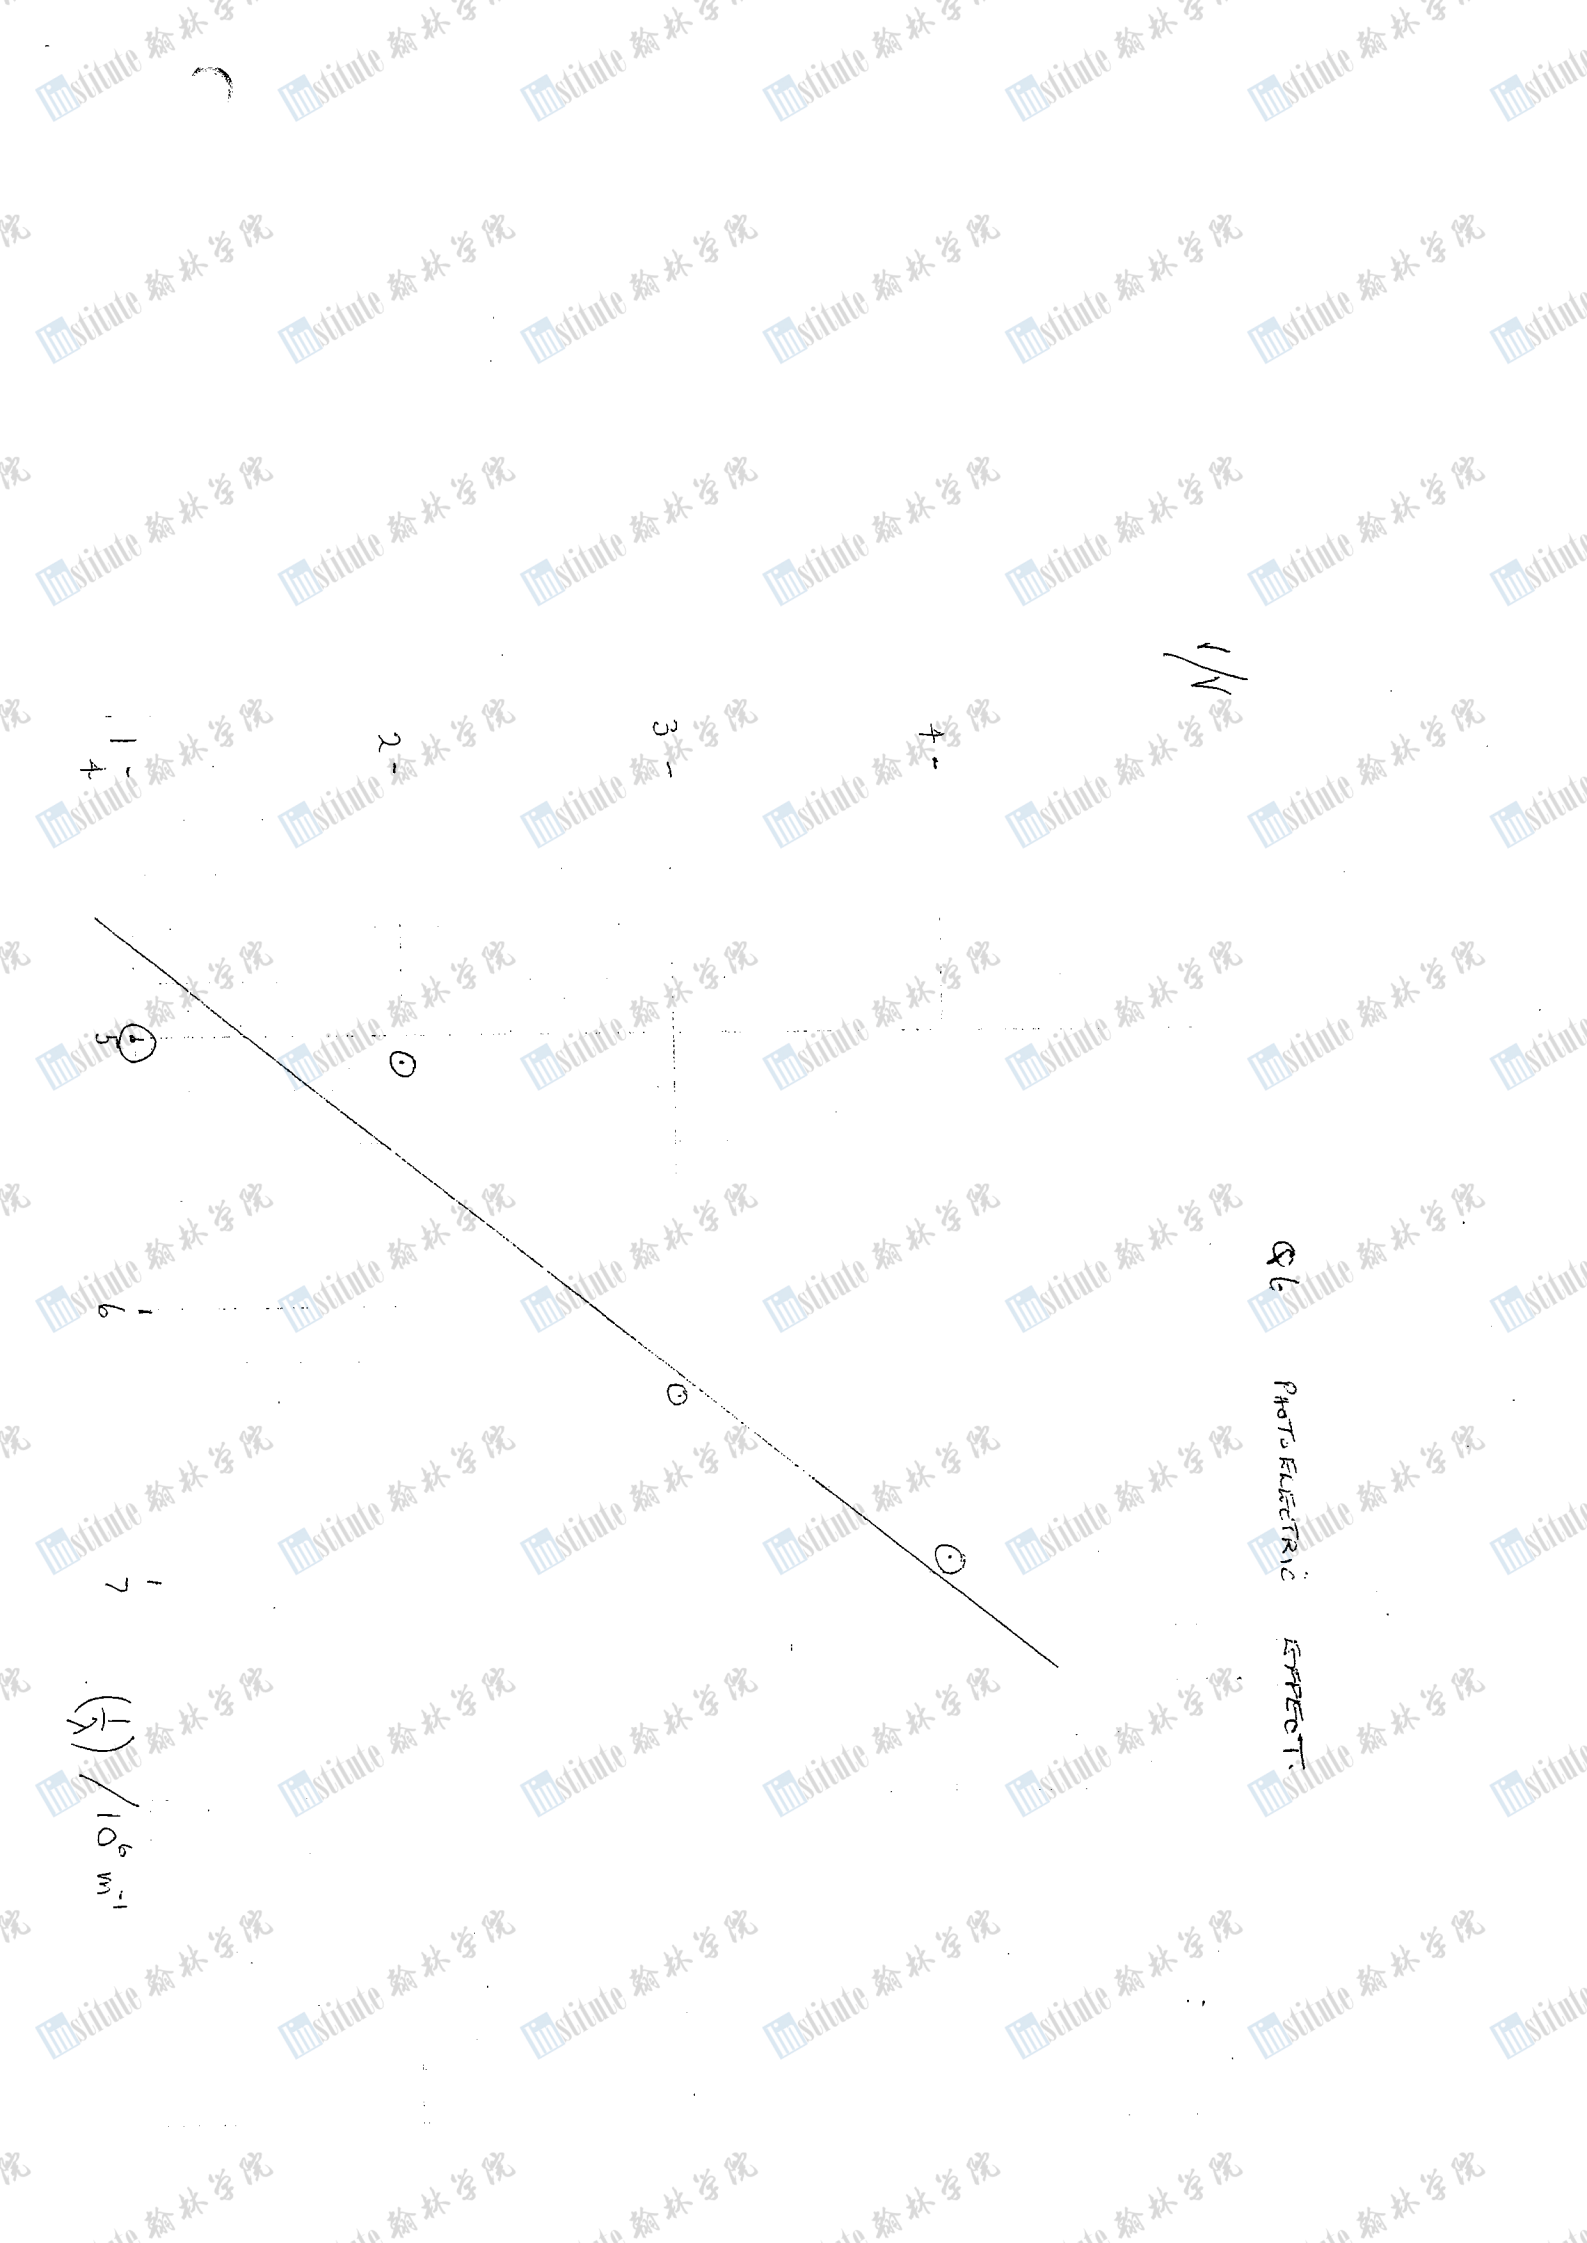 Q6 PHOTOELECTRIC EFFECT.
1/N
4
3
2
1
4
5
6
7
(1/λ) / 10⁶ m⁻¹
Institute 翰林学院